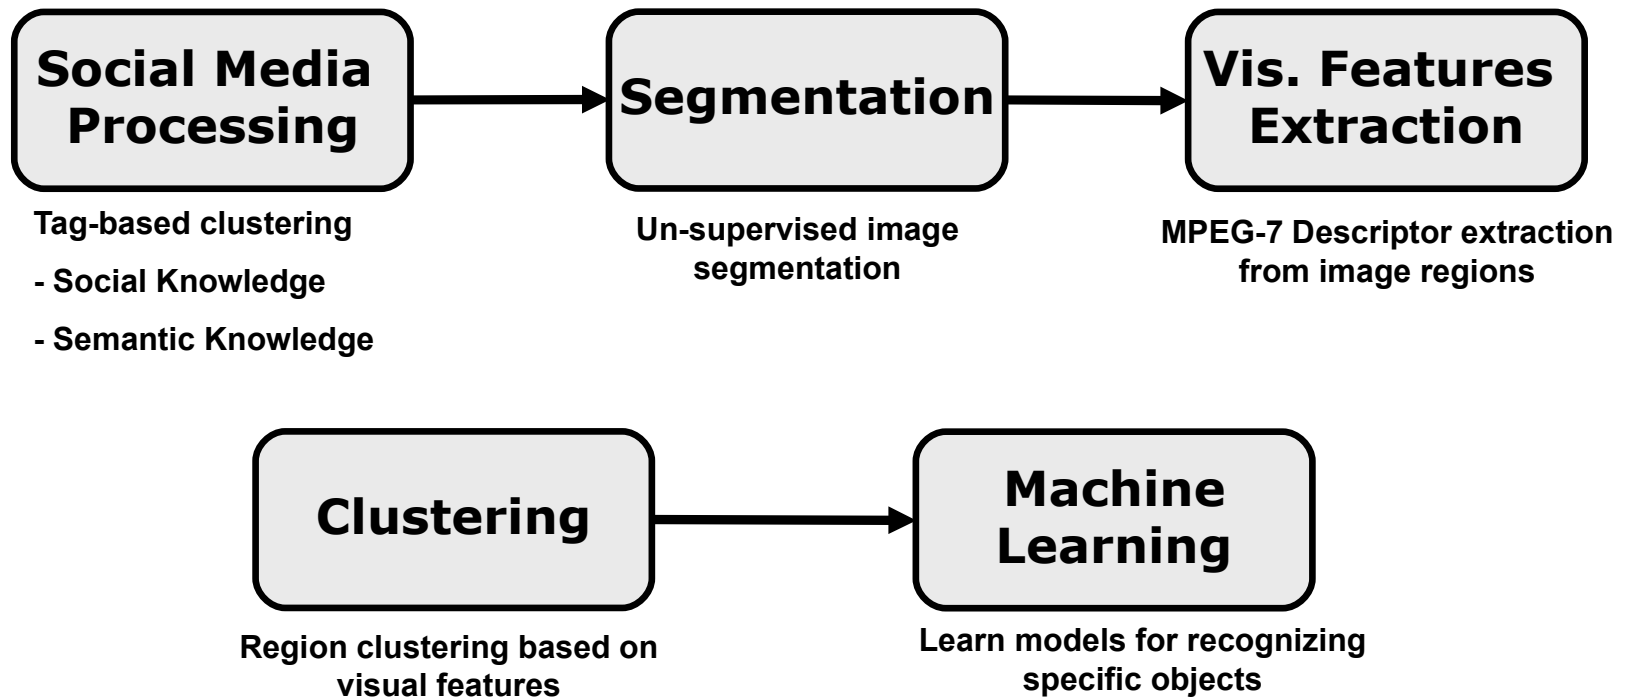 Social Media
Processing
Segmentation
Vis. Features
Extraction
Tag-based clustering
- Social Knowledge
- Semantic Knowledge
Un-supervised image
segmentation
MPEG-7 Descriptor extraction
from image regions
Clustering
Machine
Learning
Region clustering based on
visual features
Learn models for recognizing
specific objects